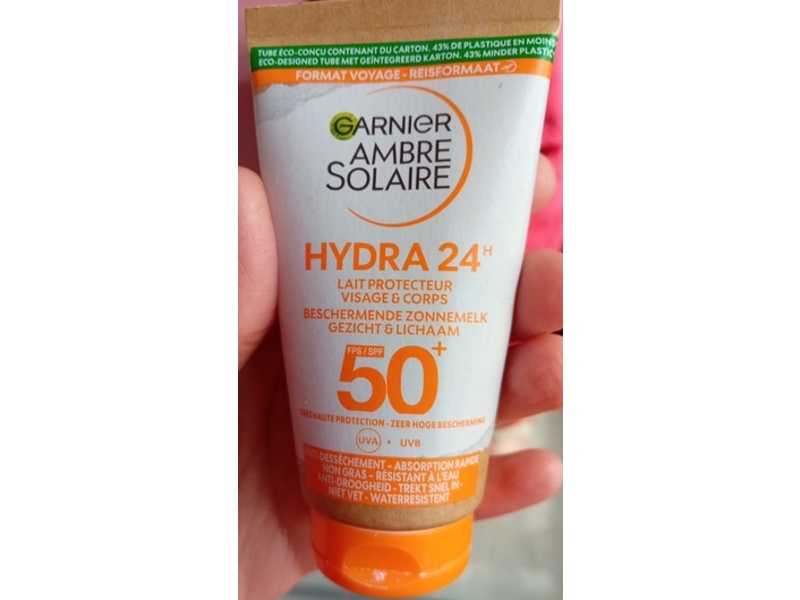 TUBE ÉCO-CONÇU CONTENANT DU CARTON. 43% DE PLASTIQUE EN MOINS
ECO-DESIGNED TUBE MET GEÏNTEGREERD KARTON. 43% MINDER PLASTIC
FORMAT VOYAGE - REISFORMAAT
GARNIER
AMBRE
SOLAIRE
HYDRA 24H
LAIT PROTECTEUR
VISAGE & CORPS
BESCHERMENDE ZONNEMELK
GEZICHT & LICHAAM
FPS / SPF
50+
TRÈS HAUTE PROTECTION - ZEER HOGE BESCHERMING
UVA + UVB
ANTI-DESSÈCHEMENT - ABSORPTION RAPIDE
NON GRAS - RÉSISTANT À L'EAU
ANTI-DROOGHEID - TREKT SNEL IN -
NIET VET - WATERRESISTENT